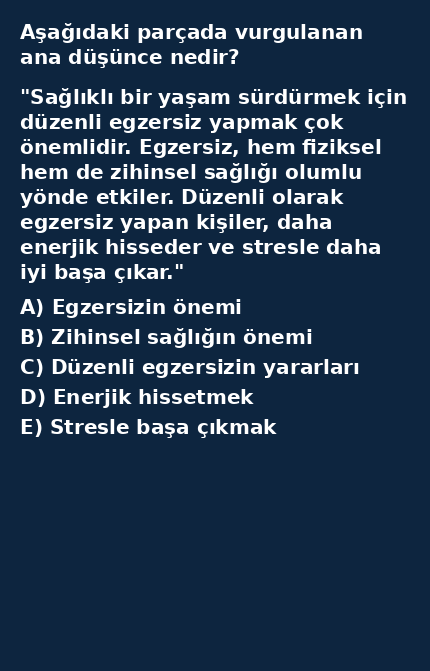 Aşağıdaki parçada vurgulanan
ana düşünce nedir?
"Sağlıklı bir yaşam sürdürmek için
düzenli egzersiz yapmak çok
önemlidir. Egzersiz, hem fiziksel
hem de zihinsel sağlığı olumlu
yönde etkiler. Düzenli olarak
egzersiz yapan kişiler, daha
enerjik hisseder ve stresle daha
iyi başa çıkar."
A) Egzersizin önemi
B) Zihinsel sağlığın önemi
C) Düzenli egzersizin yararları
D) Enerjik hissetmek
E) Stresle başa çıkmak